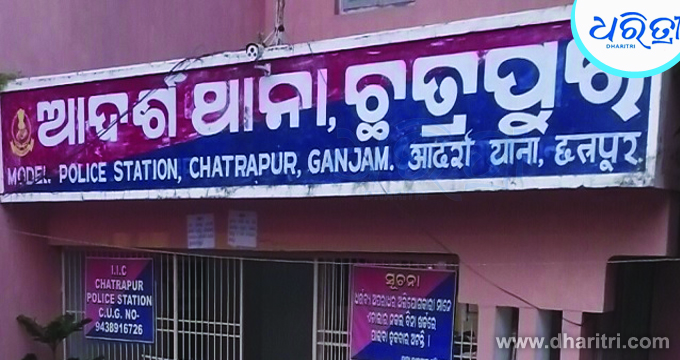 ଧରିତ୍ରୀ
DHARITRI
ଆଦର୍ଶ ଥାନା, ଛତ୍ରପୁର
MODEL POLICE STATION, CHATRAPUR, GANJAM. आदर्श थाना, छत्रपूर.
I.I.C
CHATRAPUR
POLICE STATION
C.U.G. NO-
9438916726
ସୂଚନା
www.dharitri.com